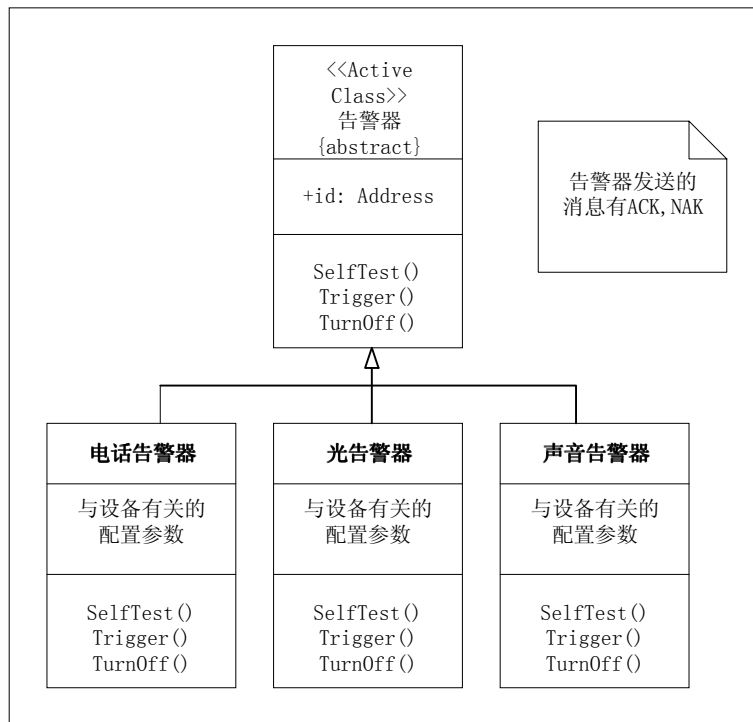 <<Active
Class>>
告警器
{abstract}
+id: Address
SelfTest()
Trigger()
TurnOff()
告警器发送的
消息有ACK,NAK
电话告警器
与设备有关的
配置参数
SelfTest()
Trigger()
TurnOff()
光告警器
与设备有关的
配置参数
SelfTest()
Trigger()
TurnOff()
声音告警器
与设备有关的
配置参数
SelfTest()
Trigger()
TurnOff()